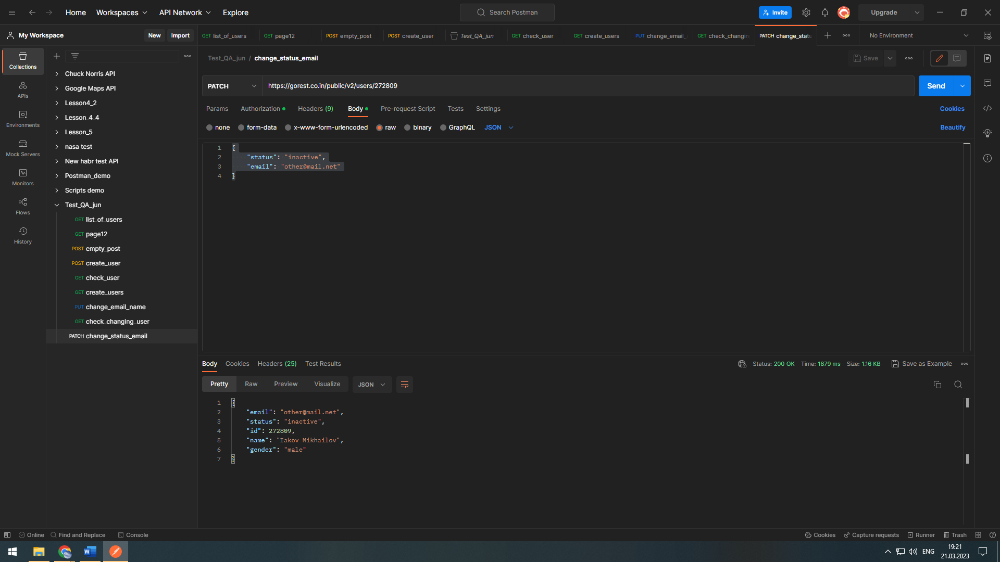 Home Workspaces API Network Explore Search Postman Invite Upgrade
My Workspace New Import GET list_of_users GET page12 POST empty_post POST create_user Test_QA_jun GET check_user GET create_users PUT change_email_ GET check_changin PATCH change_statu No Environment
Test_QA_jun / change_status_email Save
PATCH https://gorest.co.in/public/v2/users/272809 Send
Params Authorization Headers (9) Body Pre-request Script Tests Settings Cookies
none form-data x-www-form-urlencoded raw binary GraphQL JSON Beautify
1 {
2 "status": "inactive",
3 "email": "other@mail.net"
4 }
Collections
APIs
Environments
Mock Servers
Monitors
Flows
History
Chuck Norris API
Google Maps API
Lesson4_2
Lesson_4_4
Lesson_5
nasa test
New habr test API
Postman_demo
Scripts demo
Test_QA_jun
GET list_of_users
GET page12
POST empty_post
POST create_user
GET check_user
GET create_users
PUT change_email_name
GET check_changing_user
PATCH change_status_email
Body Cookies Headers (25) Test Results Status: 200 OK Time: 1879 ms Size: 1.16 KB Save as Example
Pretty Raw Preview Visualize JSON
1 {
2 "email": "other@mail.net",
3 "status": "inactive",
4 "id": 272809,
5 "name": "Iakov Mikhailov",
6 "gender": "male"
7 }
Online Find and Replace Console Cookies Capture requests Runner Trash
ENG 19:21
21.03.2023